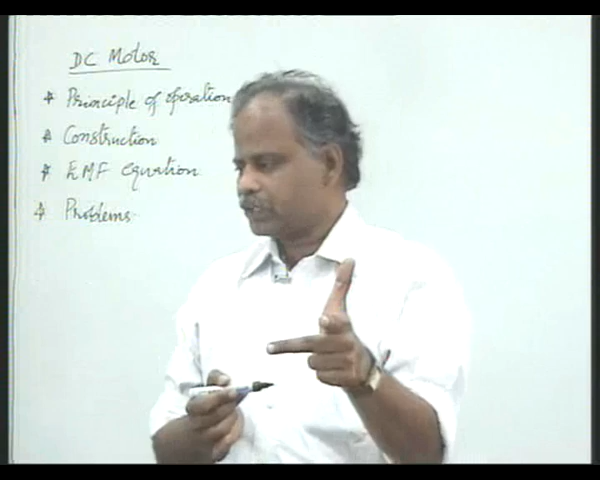 DC Motor
* Principle of operation
* Construction
* EMF equation
* Problems